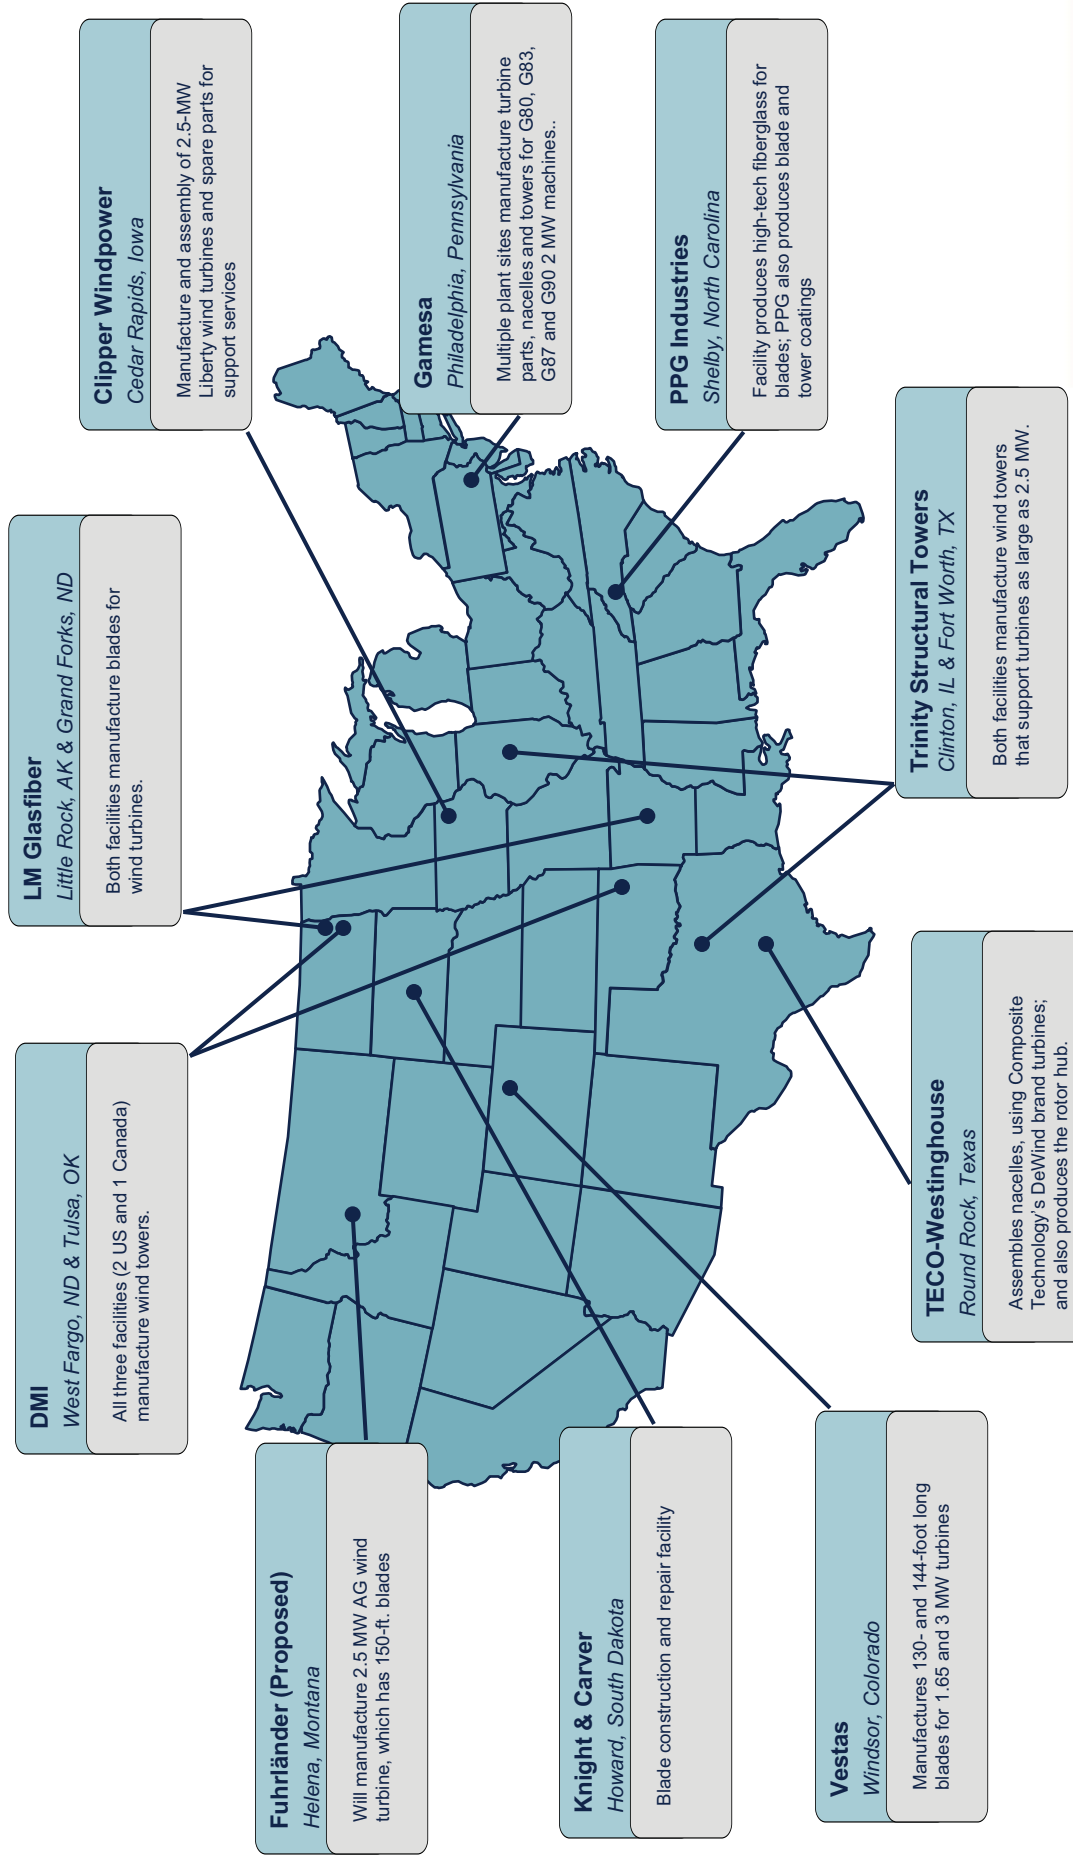 DMI
West Fargo, ND & Tulsa, OK
All three facilities (2 US and 1 Canada)
manufacture wind towers.
LM Glasfiber
Little Rock, AK & Grand Forks, ND
Both facilities manufacture blades for
wind turbines.
Clipper Windpower
Cedar Rapids, Iowa
Manufacture and assembly of 2.5-MW
Liberty wind turbines and spare parts for
support services
Fuhrländer (Proposed)
Helena, Montana
Will manufacture 2.5 MW AG wind
turbine, which has 150-ft. blades
Gamesa
Philadelphia, Pennsylvania
Multiple plant sites manufacture turbine
parts, nacelles and towers for G80, G83,
G87 and G90 2 MW machines..
Knight & Carver
Howard, South Dakota
Blade construction and repair facility
PPG Industries
Shelby, North Carolina
Facility produces high-tech fiberglass for
blades; PPG also produces blade and
tower coatings
Vestas
Windsor, Colorado
Manufactures 130- and 144-foot long
blades for 1.65 and 3 MW turbines
TECO-Westinghouse
Round Rock, Texas
Assembles nacelles, using Composite
Technology's DeWind brand turbines;
and also produces the rotor hub.
Trinity Structural Towers
Clinton, IL & Fort Worth, TX
Both facilities manufacture wind towers
that support turbines as large as 2.5 MW.